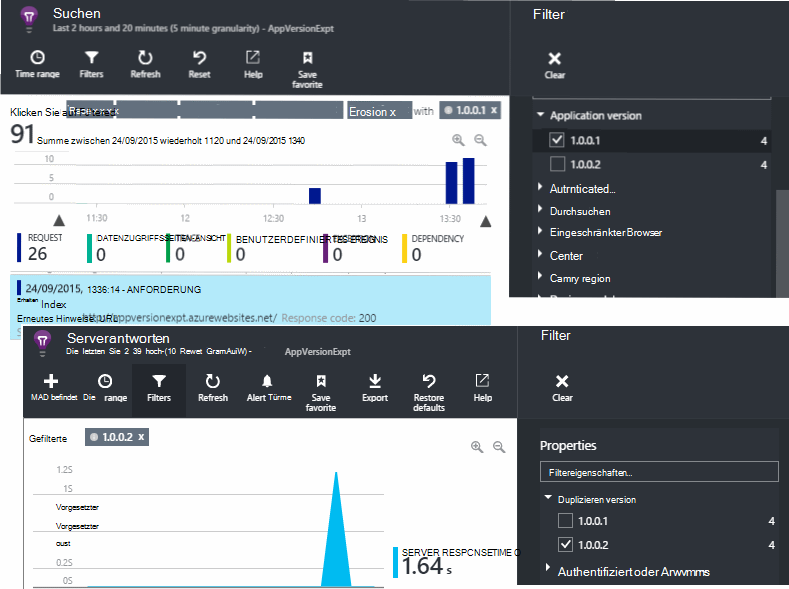 Suchen
Last 2 hours and 20 minutes (5 minute granularity) - AppVersionExpt
Time range
Filters
Refresh
Reset
Help
Save favorite
Klicken Sie auf
Erosion x
with
1.0.0.1 x
91 Summe zwischen 24/09/2015 wiederholt 1120 und 24/09/2015 1340
10
5
0
11:30
12
12:30
13
13:30
REQUEST
26
0
0
BENUTZERDEFINIERTES EREIGNIS
0
0
DEPENDENCY
0
24/09/2015, 1336:14 - ANFORDERUNG
Erhalten Index
Erneutes Hinweise: URL
appversionexpt.azurewebsites.net/ Response code: 200
Filter
Clear
Application version
1.0.0.1 4
1.0.0.2 4
Autrnticated...
Durchsuchen
Eingeschränkter Browser
Center
Camry region
Serverantworten
Die letzten Sie 2 39 hoch-(10 Rewet GramAuiW) - AppVersionExpt
MAD befindet
Die range
Filters
Refresh
Alert Türme
Save favorite
Export
Restore defaults
Help
Gefilterte
1.0.0.2 x
1.2S
1S
Vorgesetzter
Vorgesetzter
oust
0.2S
0S
SERVER RESPCNSETIME O
1.64 s
Filter
Clear
Properties
Filtereigenschaften...
Duplizieren version
1.0.0.1 4
1.0.0.2 4
Authentifiziert oder Arwvmms